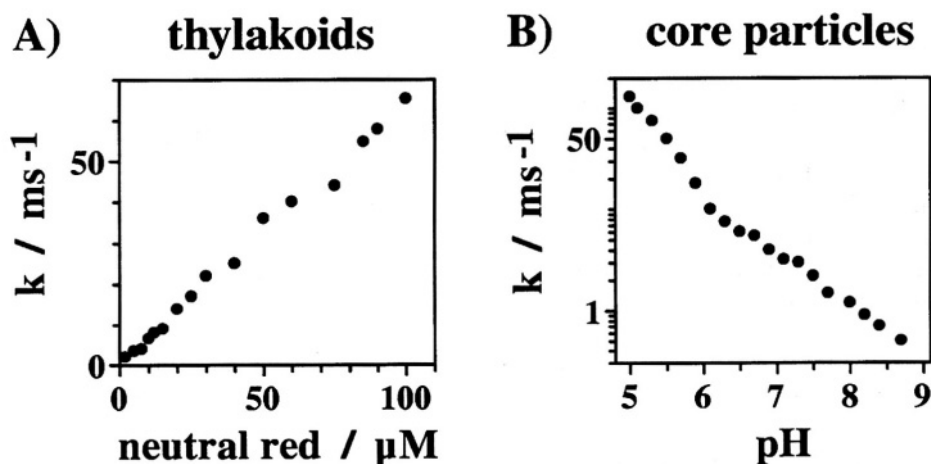 A) thylakoids
k / ms-1
50
0
0 50 100
neutral red / µM
B) core particles
k / ms-1
50
1
5 6 7 8 9
pH